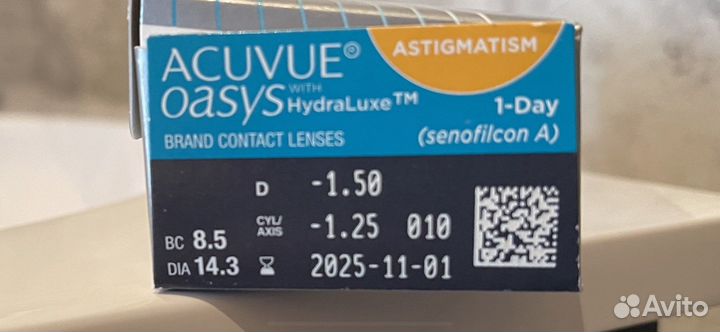 ACUVUE® ASTIGMATISM
oasys WITH HydraLuxe™ 1-Day
BRAND CONTACT LENSES (senofilcon A)
D -1.50
CYL/AXIS -1.25 010
BC 8.5
DIA 14.3 2025-11-01
Avito